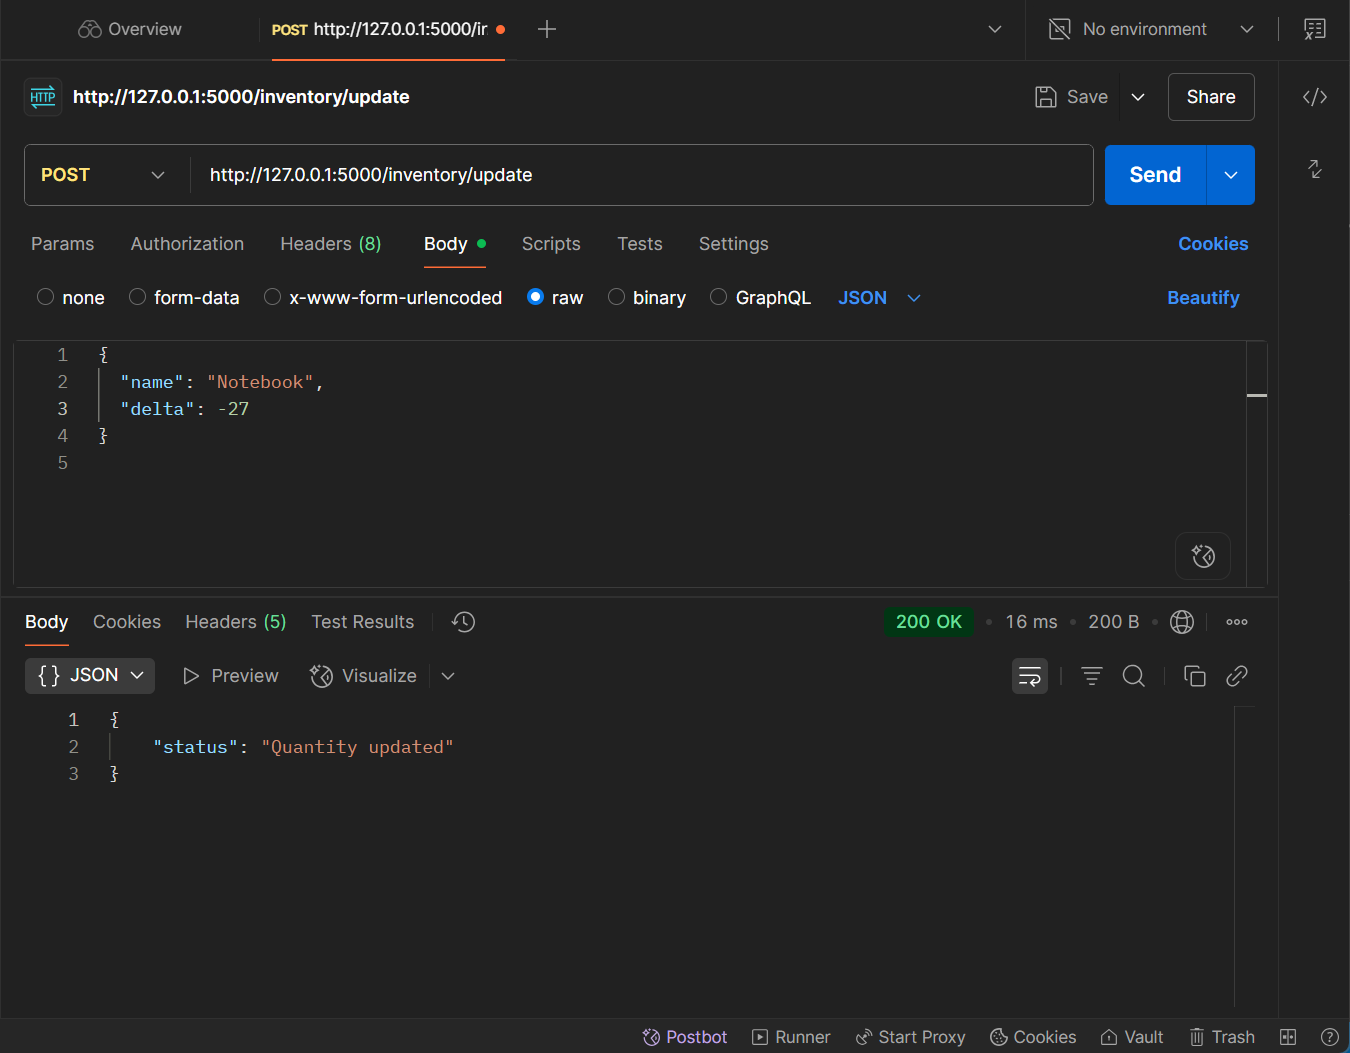 Overview
POST http://127.0.0.1:5000/ir
No environment
HTTP http://127.0.0.1:5000/inventory/update
Save
Share
POST http://127.0.0.1:5000/inventory/update
Send
Params Authorization Headers (8) Body Scripts Tests Settings Cookies
none form-data x-www-form-urlencoded raw binary GraphQL JSON Beautify
1 {
2 "name": "Notebook",
3 "delta": -27
4 }
5
Body Cookies Headers (5) Test Results 200 OK 16 ms 200 B
{} JSON Preview Visualize
1 {
2 "status": "Quantity updated"
3 }
Postbot Runner Start Proxy Cookies Vault Trash